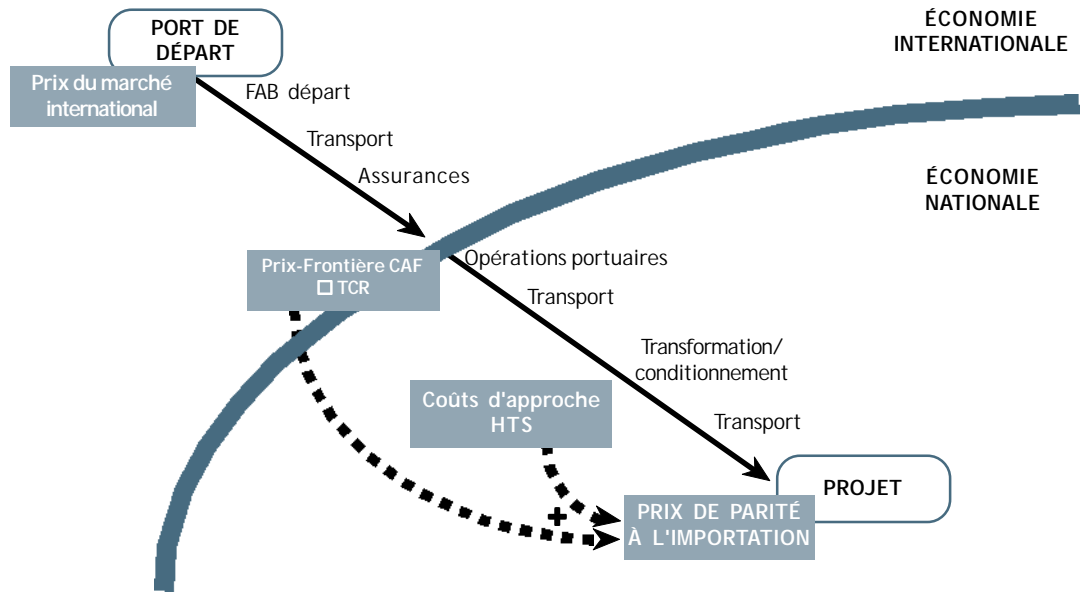 PORT DE
DÉPART
Prix du marché
international
ÉCONOMIE
INTERNATIONALE
FAB départ
Transport
Assurances
ÉCONOMIE
NATIONALE
Prix-Frontière CAF
□ TCR
Opérations portuaires
Transport
Transformation/
conditionnement
Coûts d'approche
HTS
Transport
PROJET
+
PRIX DE PARITÉ
À L'IMPORTATION